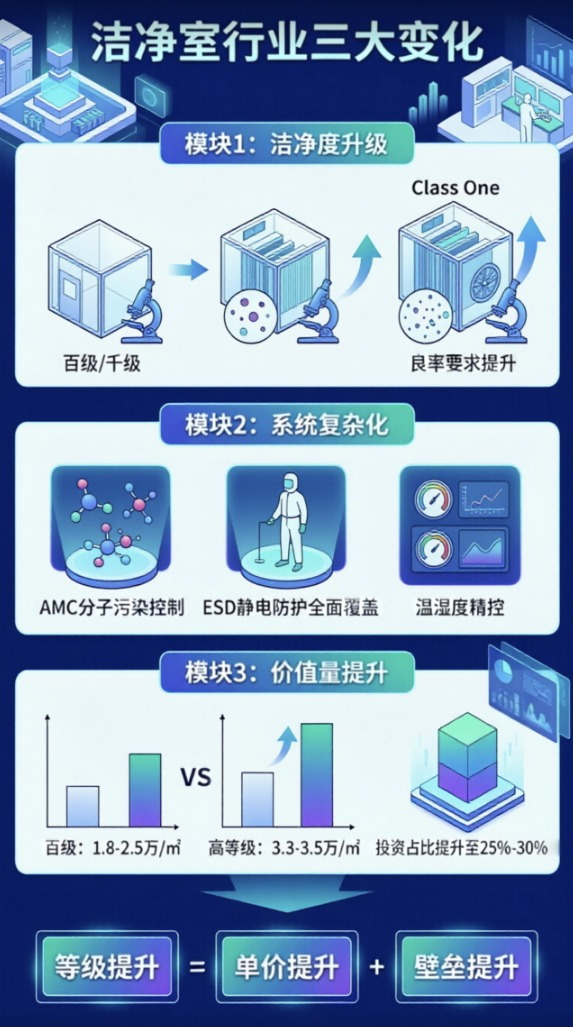 洁净室行业三大变化
模块1：洁净度升级
Class One
百级/千级
良率要求提升
模块2：系统复杂化
AMC分子污染控制
ESD静电防护全面覆盖
温湿度精控
模块3：价值量提升
VS
百级：1.8-2.5万/㎡
高等级：3.3-3.5万/㎡
投资占比提升至25%-30%
等级提升 = 单价提升 + 壁垒提升